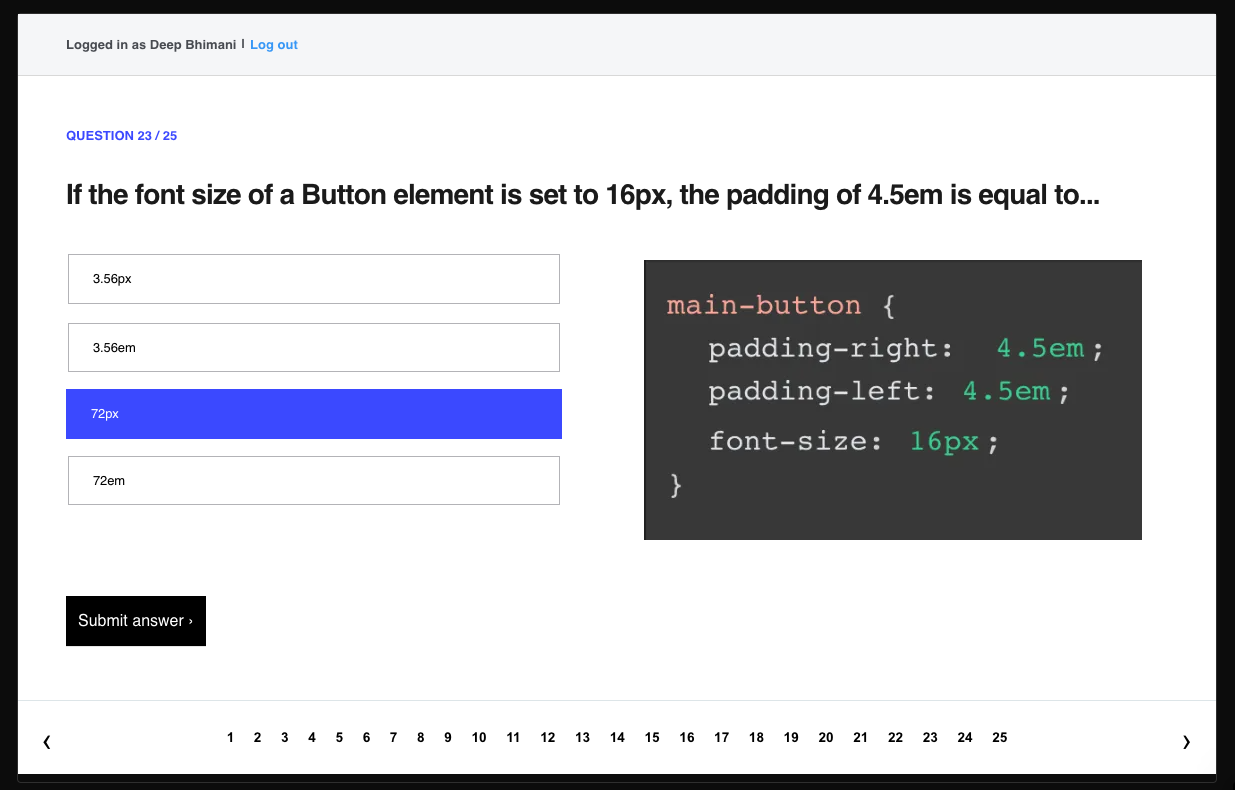 Logged in as Deep Bhimani | Log out
QUESTION 23 / 25
If the font size of a Button element is set to 16px, the padding of 4.5em is equal to...
3.56px
3.56em
72px
72em
main-button {
padding-right: 4.5em;
padding-left: 4.5em;
font-size: 16px;
}
Submit answer ›
❮ 1 2 3 4 5 6 7 8 9 10 11 12 13 14 15 16 17 18 19 20 21 22 23 24 25 ❯